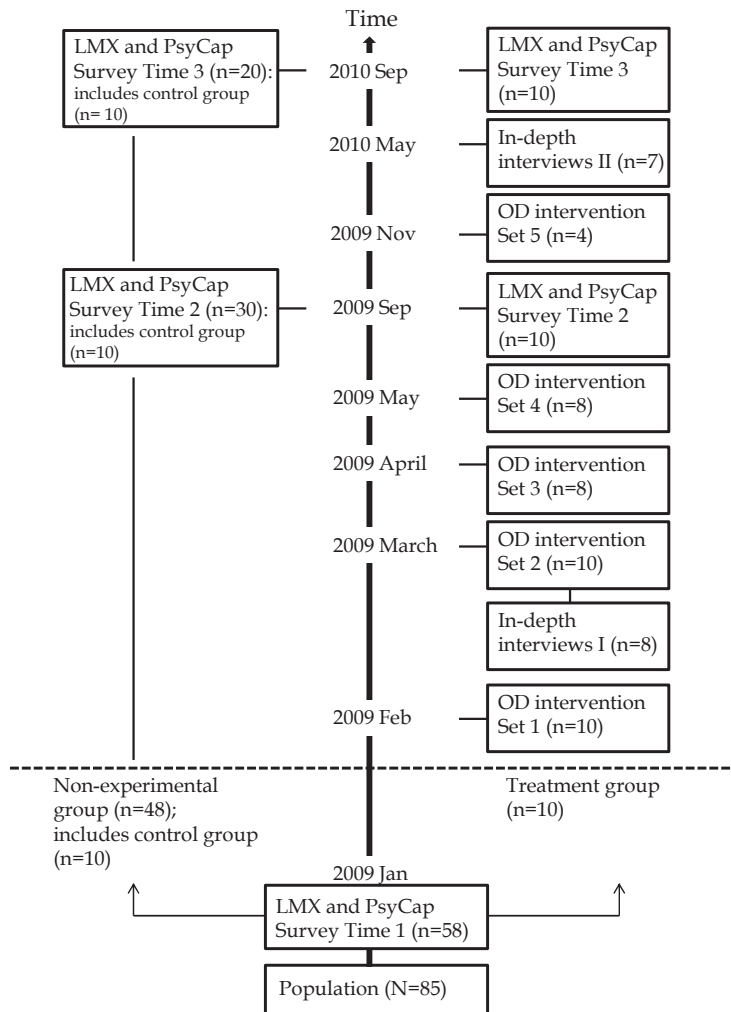 Time
LMX and PsyCap
Survey Time 3 (n=20):
includes control group
(n= 10)
2010 Sep
LMX and PsyCap
Survey Time 3
(n=10)
2010 May
In-depth
interviews II (n=7)
2009 Nov
OD intervention
Set 5 (n=4)
LMX and PsyCap
Survey Time 2 (n=30):
includes control group
(n=10)
2009 Sep
LMX and PsyCap
Survey Time 2
(n=10)
2009 May
OD intervention
Set 4 (n=8)
2009 April
OD intervention
Set 3 (n=8)
2009 March
OD intervention
Set 2 (n=10)
In-depth
interviews I (n=8)
2009 Feb
OD intervention
Set 1 (n=10)
Non-experimental
group (n=48);
includes control group
(n=10)
Treatment group
(n=10)
2009 Jan
LMX and PsyCap
Survey Time 1 (n=58)
Population (N=85)